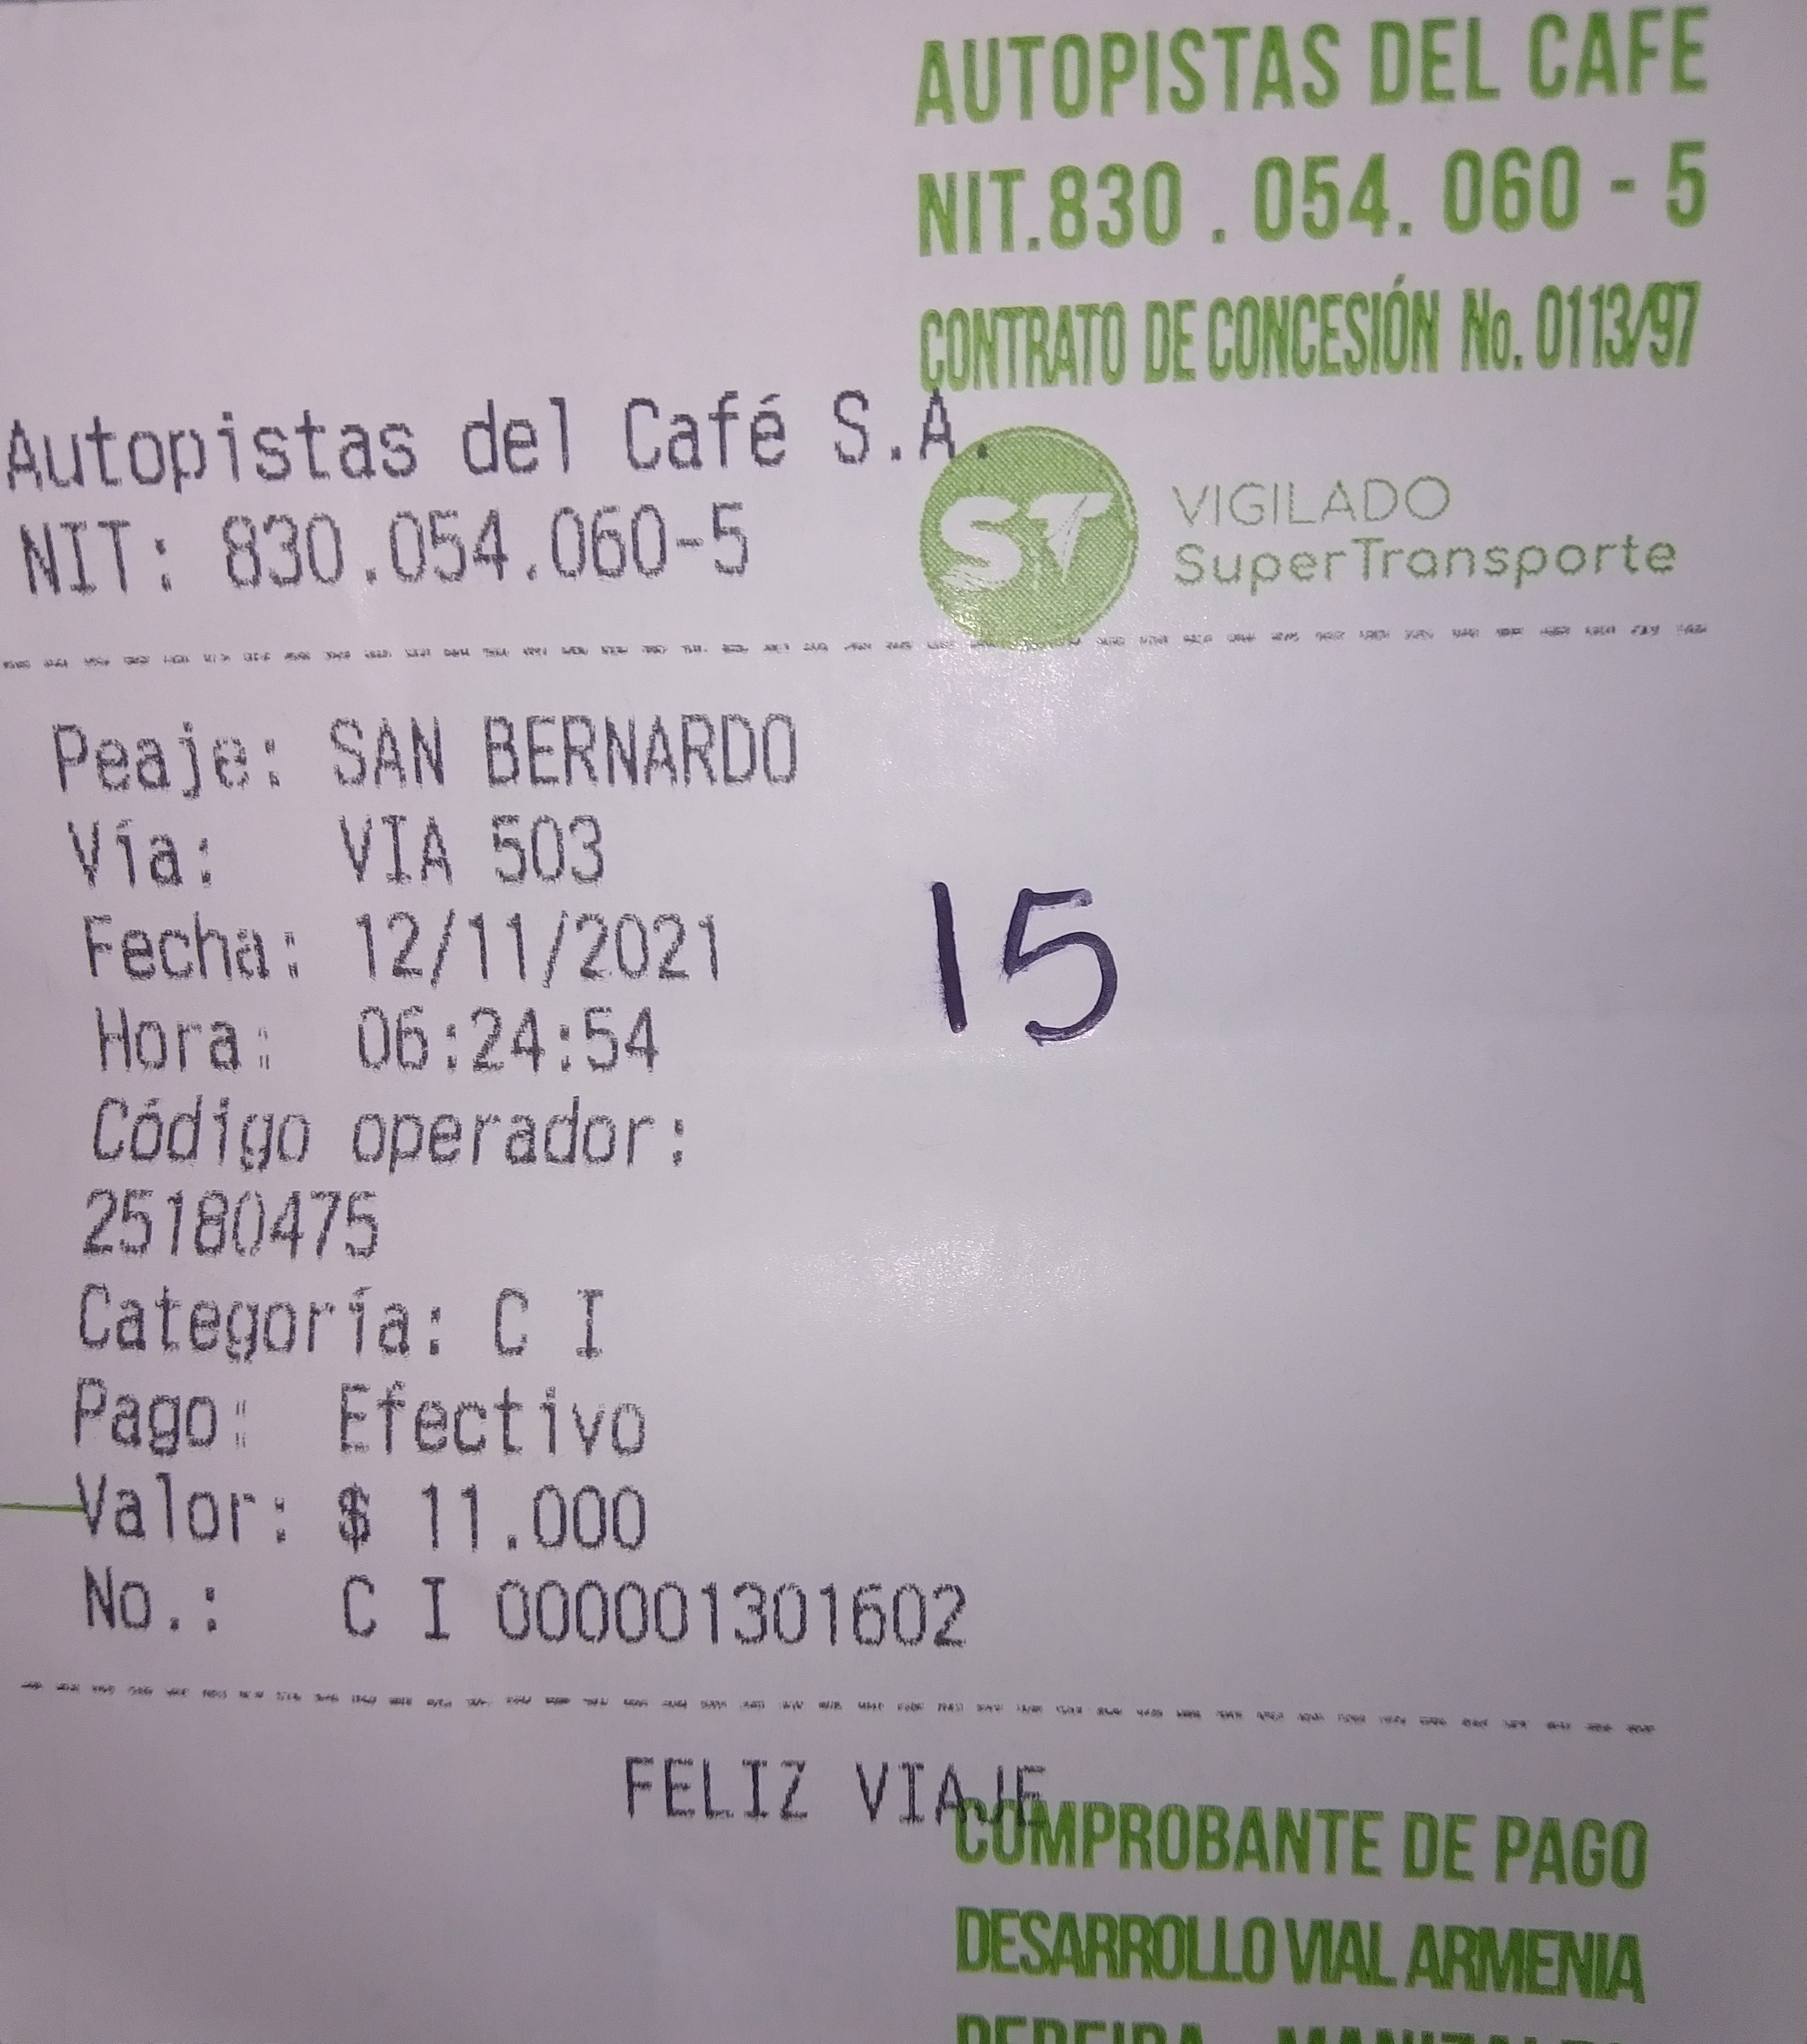 AUTOPISTAS DEL CAFE
NIT.830 . 054. 060 - 5
CONTRATO DE CONCESIÓN No. 0113/97
Autopistas del Café S.A.
NIT: 830.054.060-5
ST
VIGILADO
SuperTransporte
Peaje: SAN BERNARDO
Vía: VIA 503
Fecha: 12/11/2021
15
Hora: 06:24:54
Código operador:
25180475
Categoría: C I
Pago: Efectivo
Valor: $ 11.000
No.: C I 000001301602
FELIZ VIAJE
COMPROBANTE DE PAGO
DESARROLLO VIAL ARMENIA